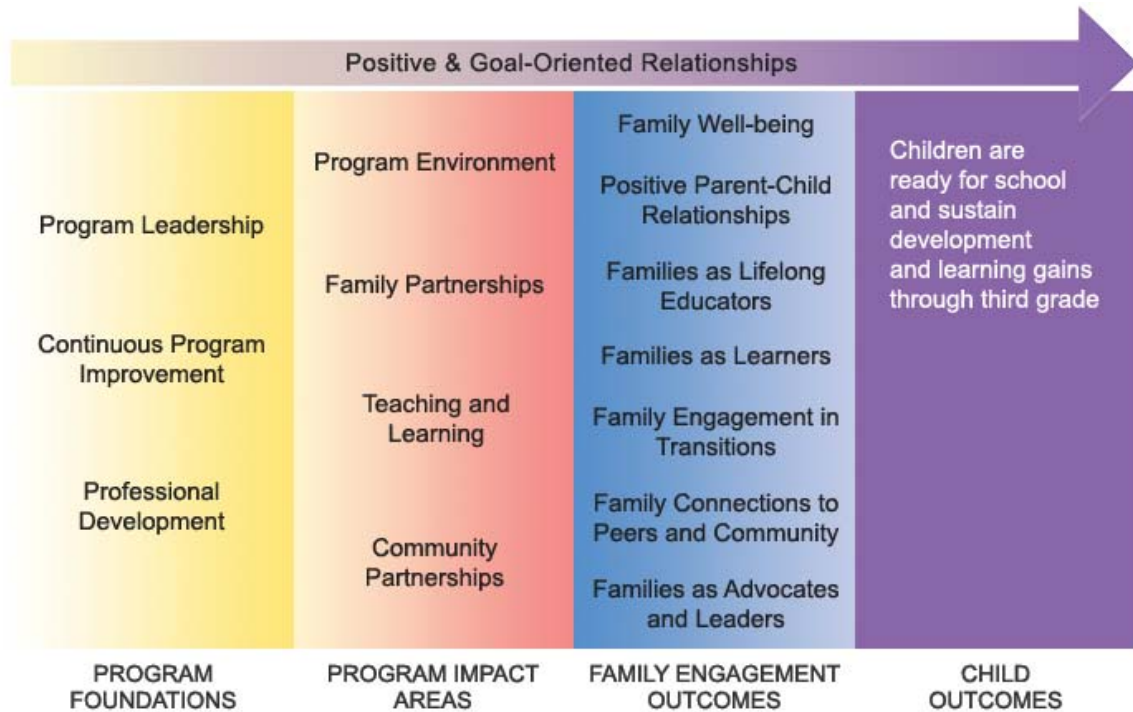 Positive & Goal-Oriented Relationships
Program Leadership
Continuous Program
Improvement
Professional
Development
PROGRAM
FOUNDATIONS
Program Environment
Family Partnerships
Teaching and
Learning
Community
Partnerships
PROGRAM IMPACT
AREAS
Family Well-being
Positive Parent-Child
Relationships
Families as Lifelong
Educators
Families as Learners
Family Engagement in
Transitions
Family Connections to
Peers and Community
Families as Advocates
and Leaders
FAMILY ENGAGEMENT
OUTCOMES
Children are
ready for school
and sustain
development
and learning gains
through third grade
CHILD
OUTCOMES